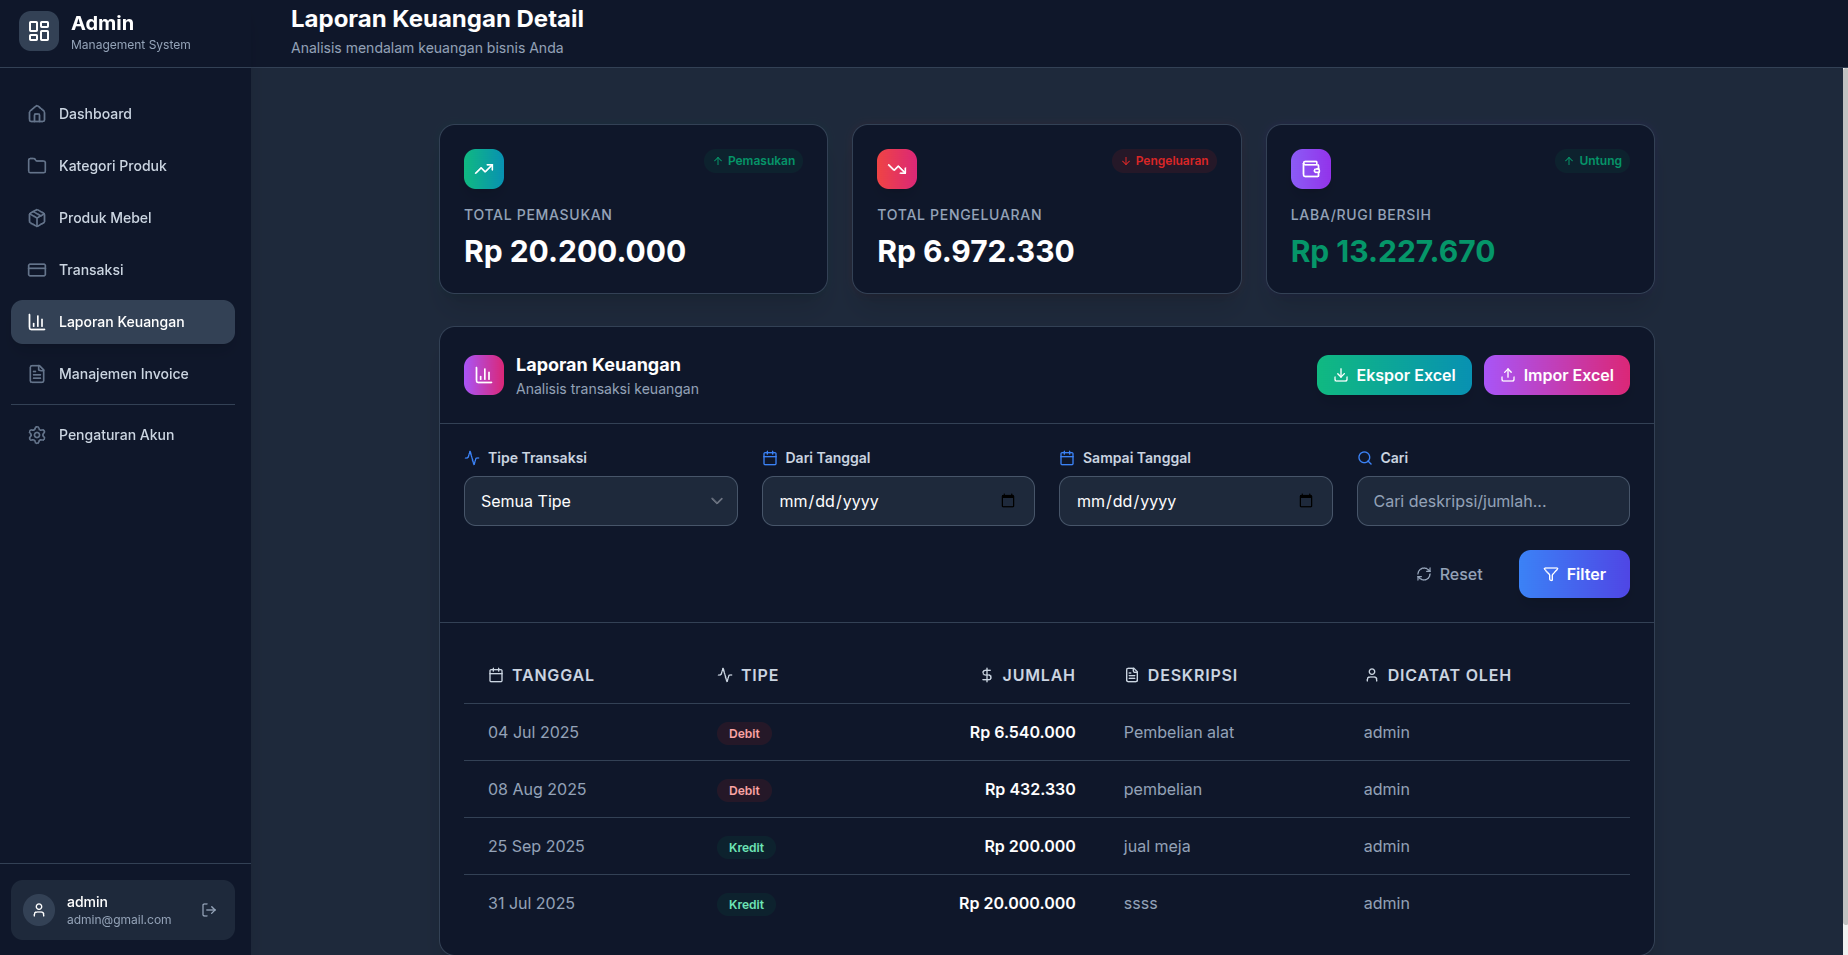 Admin
Management System
Laporan Keuangan Detail
Analisis mendalam keuangan bisnis Anda
Dashboard
Kategori Produk
Produk Mebel
Transaksi
Laporan Keuangan
Manajemen Invoice
Pengaturan Akun
admin
admin@gmail.com
Pemasukan
TOTAL PEMASUKAN
Rp 20.200.000
Pengeluaran
TOTAL PENGELUARAN
Rp 6.972.330
Untung
LABA/RUGI BERSIH
Rp 13.227.670
Laporan Keuangan
Analisis transaksi keuangan
Ekspor Excel
Impor Excel
Tipe Transaksi
Semua Tipe
Dari Tanggal
mm/dd/yyyy
Sampai Tanggal
mm/dd/yyyy
Cari
Cari deskripsi/jumlah...
Reset
Filter
TANGGAL TIPE JUMLAH DESKRIPSI DICATAT OLEH
04 Jul 2025 Debit Rp 6.540.000 Pembelian alat admin
08 Aug 2025 Debit Rp 432.330 pembelian admin
25 Sep 2025 Kredit Rp 200.000 jual meja admin
31 Jul 2025 Kredit Rp 20.000.000 ssss admin